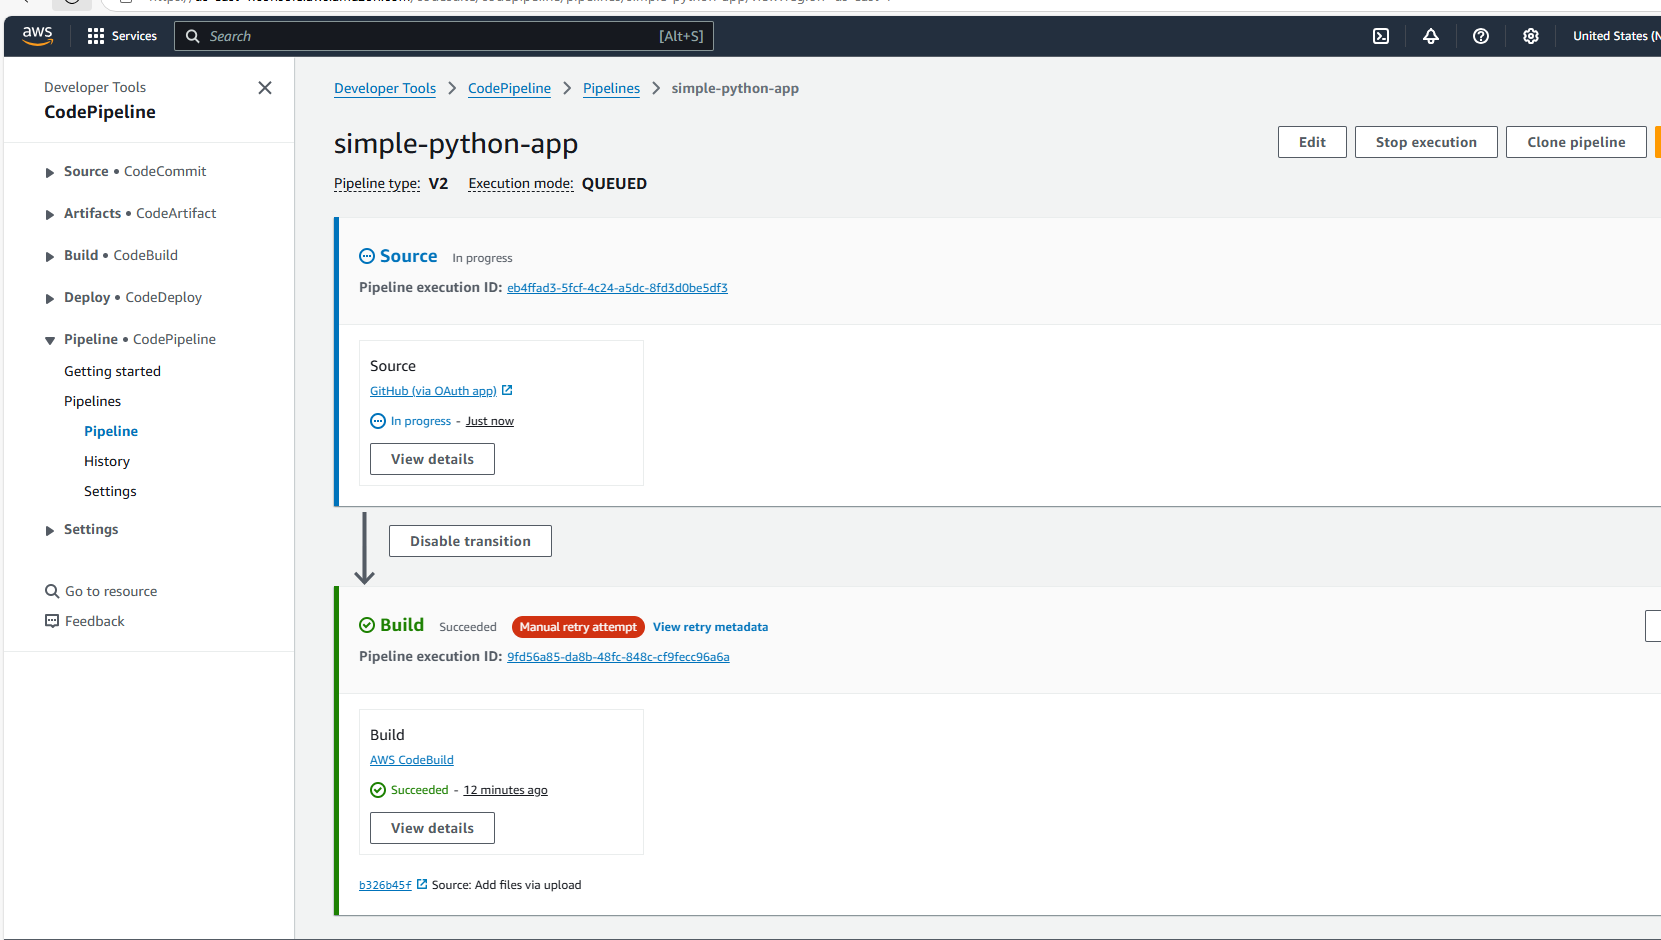 aws
Services
Search
[Alt+S]
United States (N
Developer Tools
CodePipeline
Source • CodeCommit
Artifacts • CodeArtifact
Build • CodeBuild
Deploy • CodeDeploy
Pipeline • CodePipeline
Getting started
Pipelines
Pipeline
History
Settings
Settings
Go to resource
Feedback
Developer Tools > CodePipeline > Pipelines > simple-python-app
simple-python-app
Edit
Stop execution
Clone pipeline
Pipeline type: V2 Execution mode: QUEUED
Source In progress
Pipeline execution ID: eb4ffad3-5fcf-4c24-a5dc-8fd3d0be5df3
Source
GitHub (via OAuth app)
In progress - Just now
View details
Disable transition
Build Succeeded Manual retry attempt View retry metadata
Pipeline execution ID: 9fd56a85-da8b-48fc-848c-cf9fecc96a6a
Build
AWS CodeBuild
Succeeded - 12 minutes ago
View details
b326b45f Source: Add files via upload